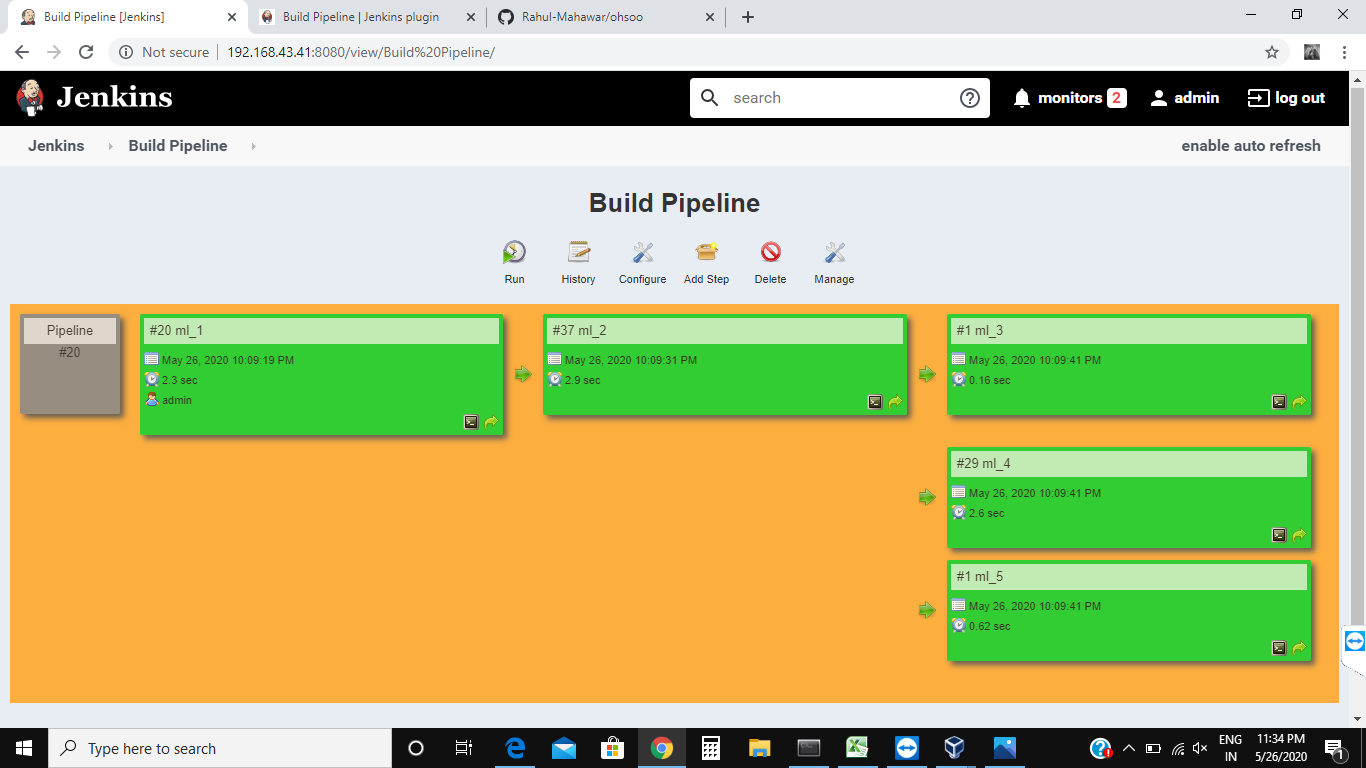 Build Pipeline [Jenkins]
Build Pipeline | Jenkins plugin
Rahul-Mahawar/ohsoo
Not secure
192.168.43.41:8080/view/Build%20Pipeline/
Jenkins
search
monitors 2
admin
log out
Jenkins
Build Pipeline
enable auto refresh
Build Pipeline
Run
History
Configure
Add Step
Delete
Manage
Pipeline
#20
#20 ml_1
May 26, 2020 10:09:19 PM
2.3 sec
admin
#37 ml_2
May 26, 2020 10:09:31 PM
2.9 sec
#1 ml_3
May 26, 2020 10:09:41 PM
0.16 sec
#29 ml_4
May 26, 2020 10:09:41 PM
2.6 sec
#1 ml_5
May 26, 2020 10:09:41 PM
0.62 sec
Type here to search
ENG
IN
11:34 PM
5/26/2020
1